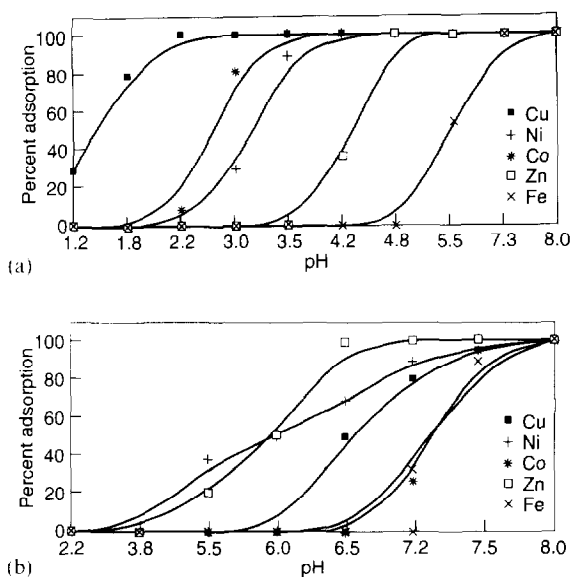 Percent adsorption
100
80
60
40
20
0
Cu
Ni
Co
Zn
Fe
1.2 1.8 2.2 3.0 3.5 4.2 4.8 5.5 7.3 8.0
(a)
pH
Percent adsorption
100
80
60
40
20
0
Cu
Ni
Co
Zn
Fe
2.2 3.8 5.5 6.0 6.5 7.2 7.5 8.0
(b)
pH